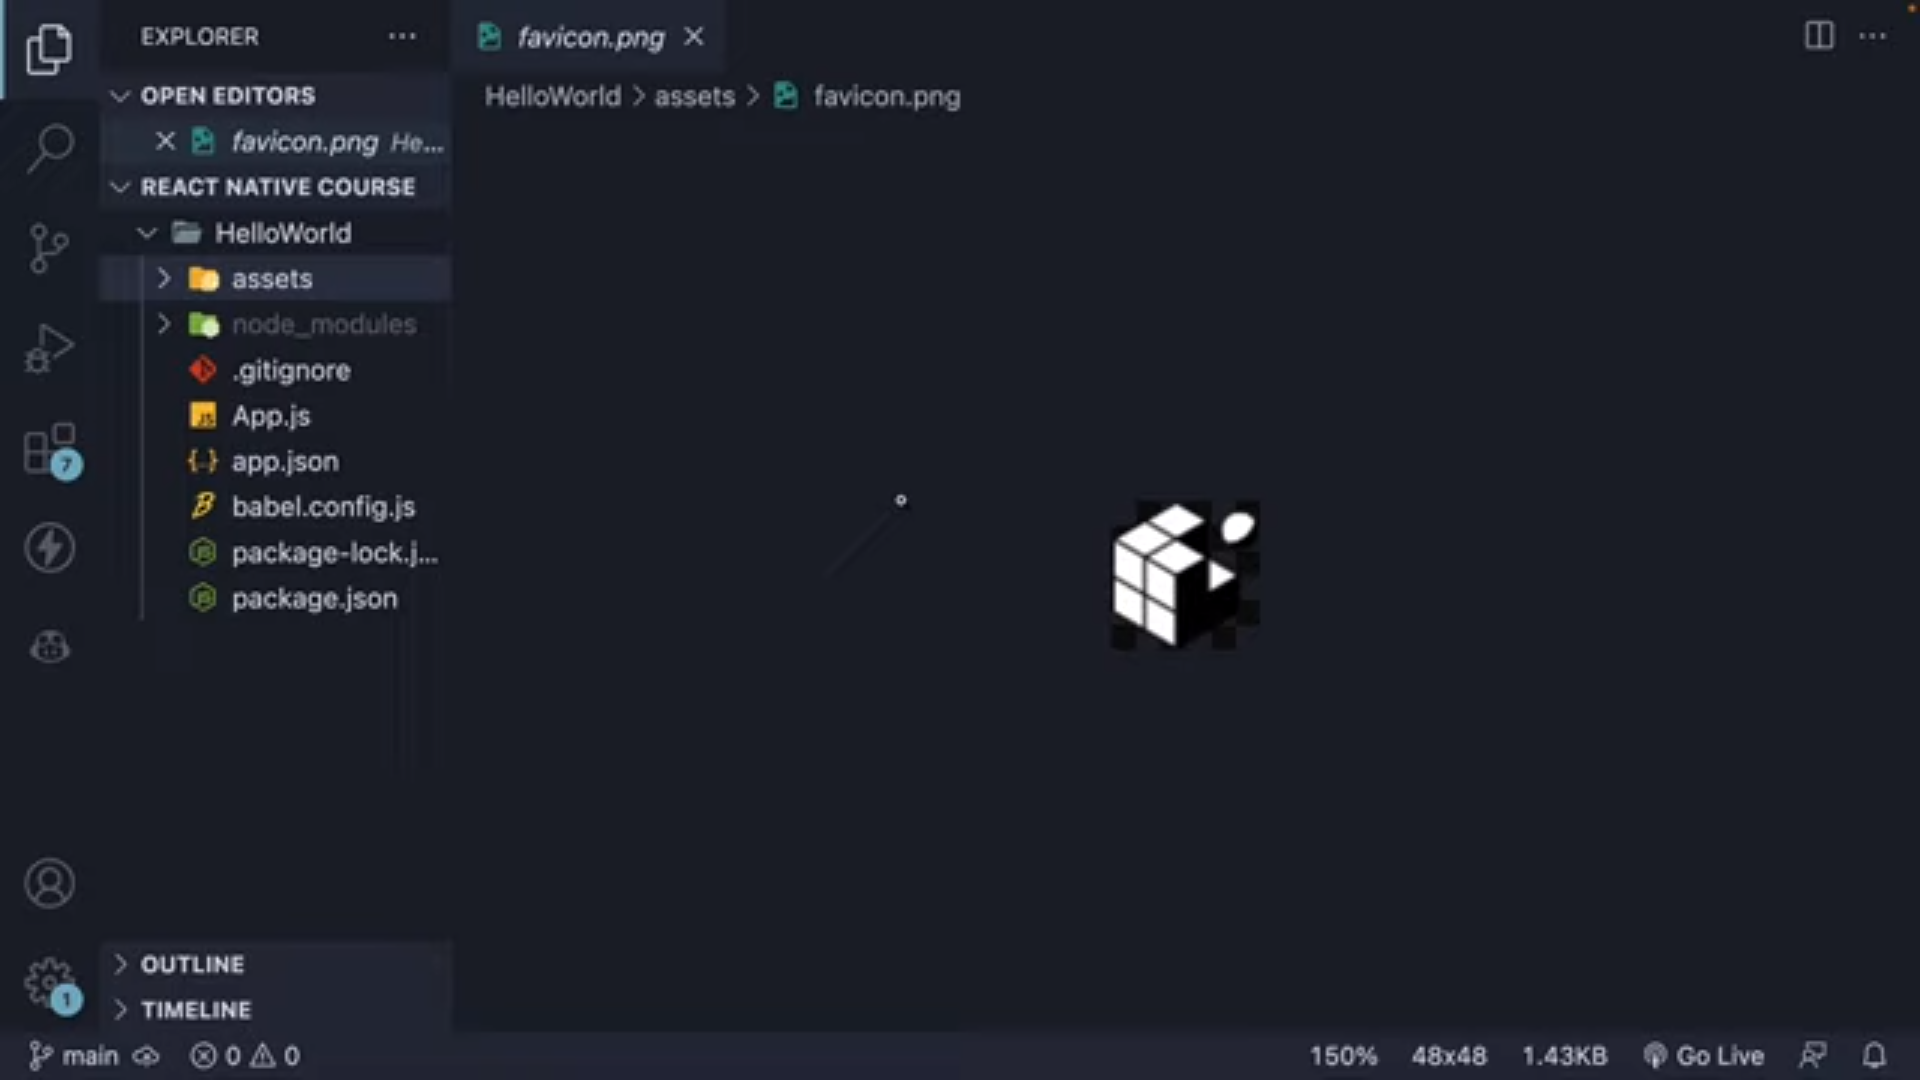 EXPLORER
favicon.png
OPEN EDITORS
HelloWorld > assets > favicon.png
favicon.png He...
REACT NATIVE COURSE
HelloWorld
assets
node_modules
.gitignore
App.js
app.json
babel.config.js
package-lock.j...
package.json
7
OUTLINE
1
TIMELINE
main 0 0 150% 48x48 1.43KB Go Live